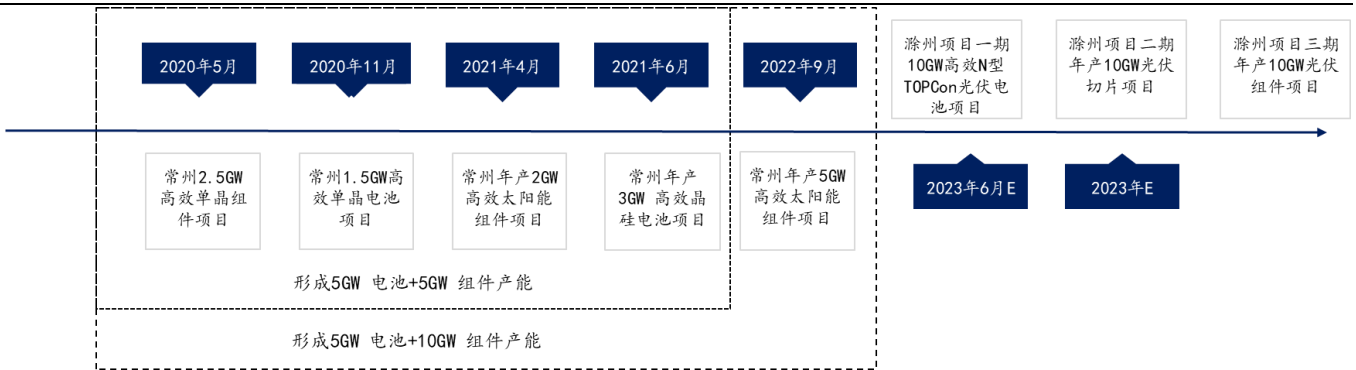 2020年5月
2020年11月
2021年4月
2021年6月
2022年9月
滁州项目一期
10GW高效N型
TOPCon光伏电
池项目
滁州项目二期
年产10GW光伏
切片项目
滁州项目三期
年产10GW光伏
组件项目
常州2.5GW
高效单晶组
件项目
常州1.5GW高
效单晶电池
项目
常州年产2GW
高效太阳能
组件项目
常州年产
3GW 高效晶
硅电池项目
常州年产5GW
高效太阳能
组件项目
2023年6月E
2023年E
形成5GW 电池+5GW 组件产能
形成5GW 电池+10GW 组件产能